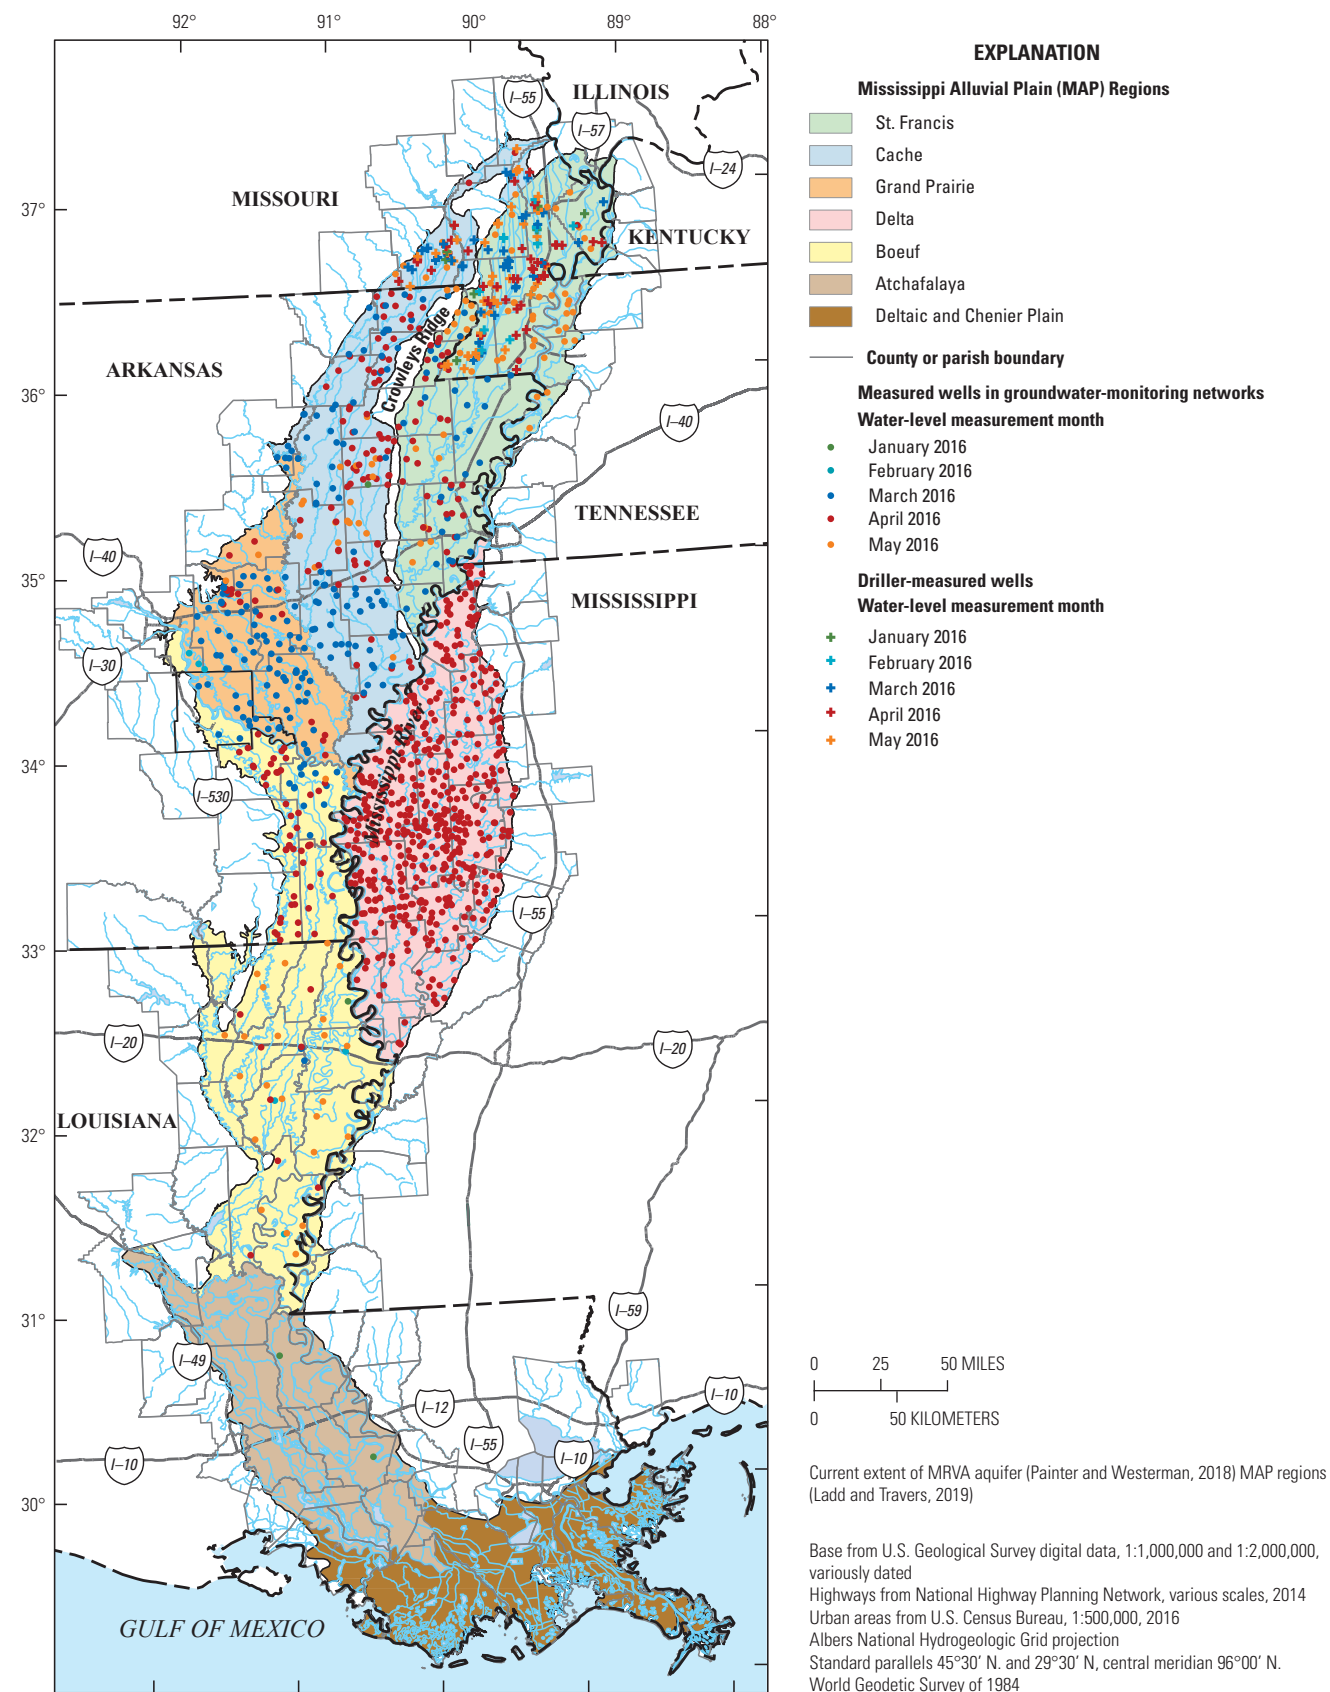 92°
91°
90°
89°
88°
37°
36°
35°
34°
33°
32°
31°
30°
ILLINOIS
MISSOURI
KENTUCKY
ARKANSAS
TENNESSEE
MISSISSIPPI
LOUISIANA
Crowleys Ridge
Mississippi River
GULF OF MEXICO
I–55
I–57
I–24
I–40
I–40
I–30
I–530
I–55
I–20
I–20
I–59
I–49
I–12
I–10
I–55
I–10
I–10
EXPLANATION
Mississippi Alluvial Plain (MAP) Regions
St. Francis
Cache
Grand Prairie
Delta
Boeuf
Atchafalaya
Deltaic and Chenier Plain
County or parish boundary
Measured wells in groundwater-monitoring networks
Water-level measurement month
January 2016
February 2016
March 2016
April 2016
May 2016
Driller-measured wells
Water-level measurement month
January 2016
February 2016
March 2016
April 2016
May 2016
0 25 50 MILES
0 50 KILOMETERS
Current extent of MRVA aquifer (Painter and Westerman, 2018) MAP regions
(Ladd and Travers, 2019)
Base from U.S. Geological Survey digital data, 1:1,000,000 and 1:2,000,000,
variously dated
Highways from National Highway Planning Network, various scales, 2014
Urban areas from U.S. Census Bureau, 1:500,000, 2016
Albers National Hydrogeologic Grid projection
Standard parallels 45°30′ N. and 29°30′ N, central meridian 96°00′ N.
World Geodetic Survey of 1984